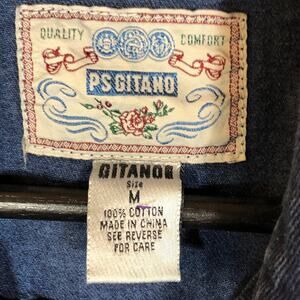 QUALITY COMFORT
PS GITANO
GITANO®
Size
M
100% COTTON
MADE IN CHINA
SEE REVERSE
FOR CARE